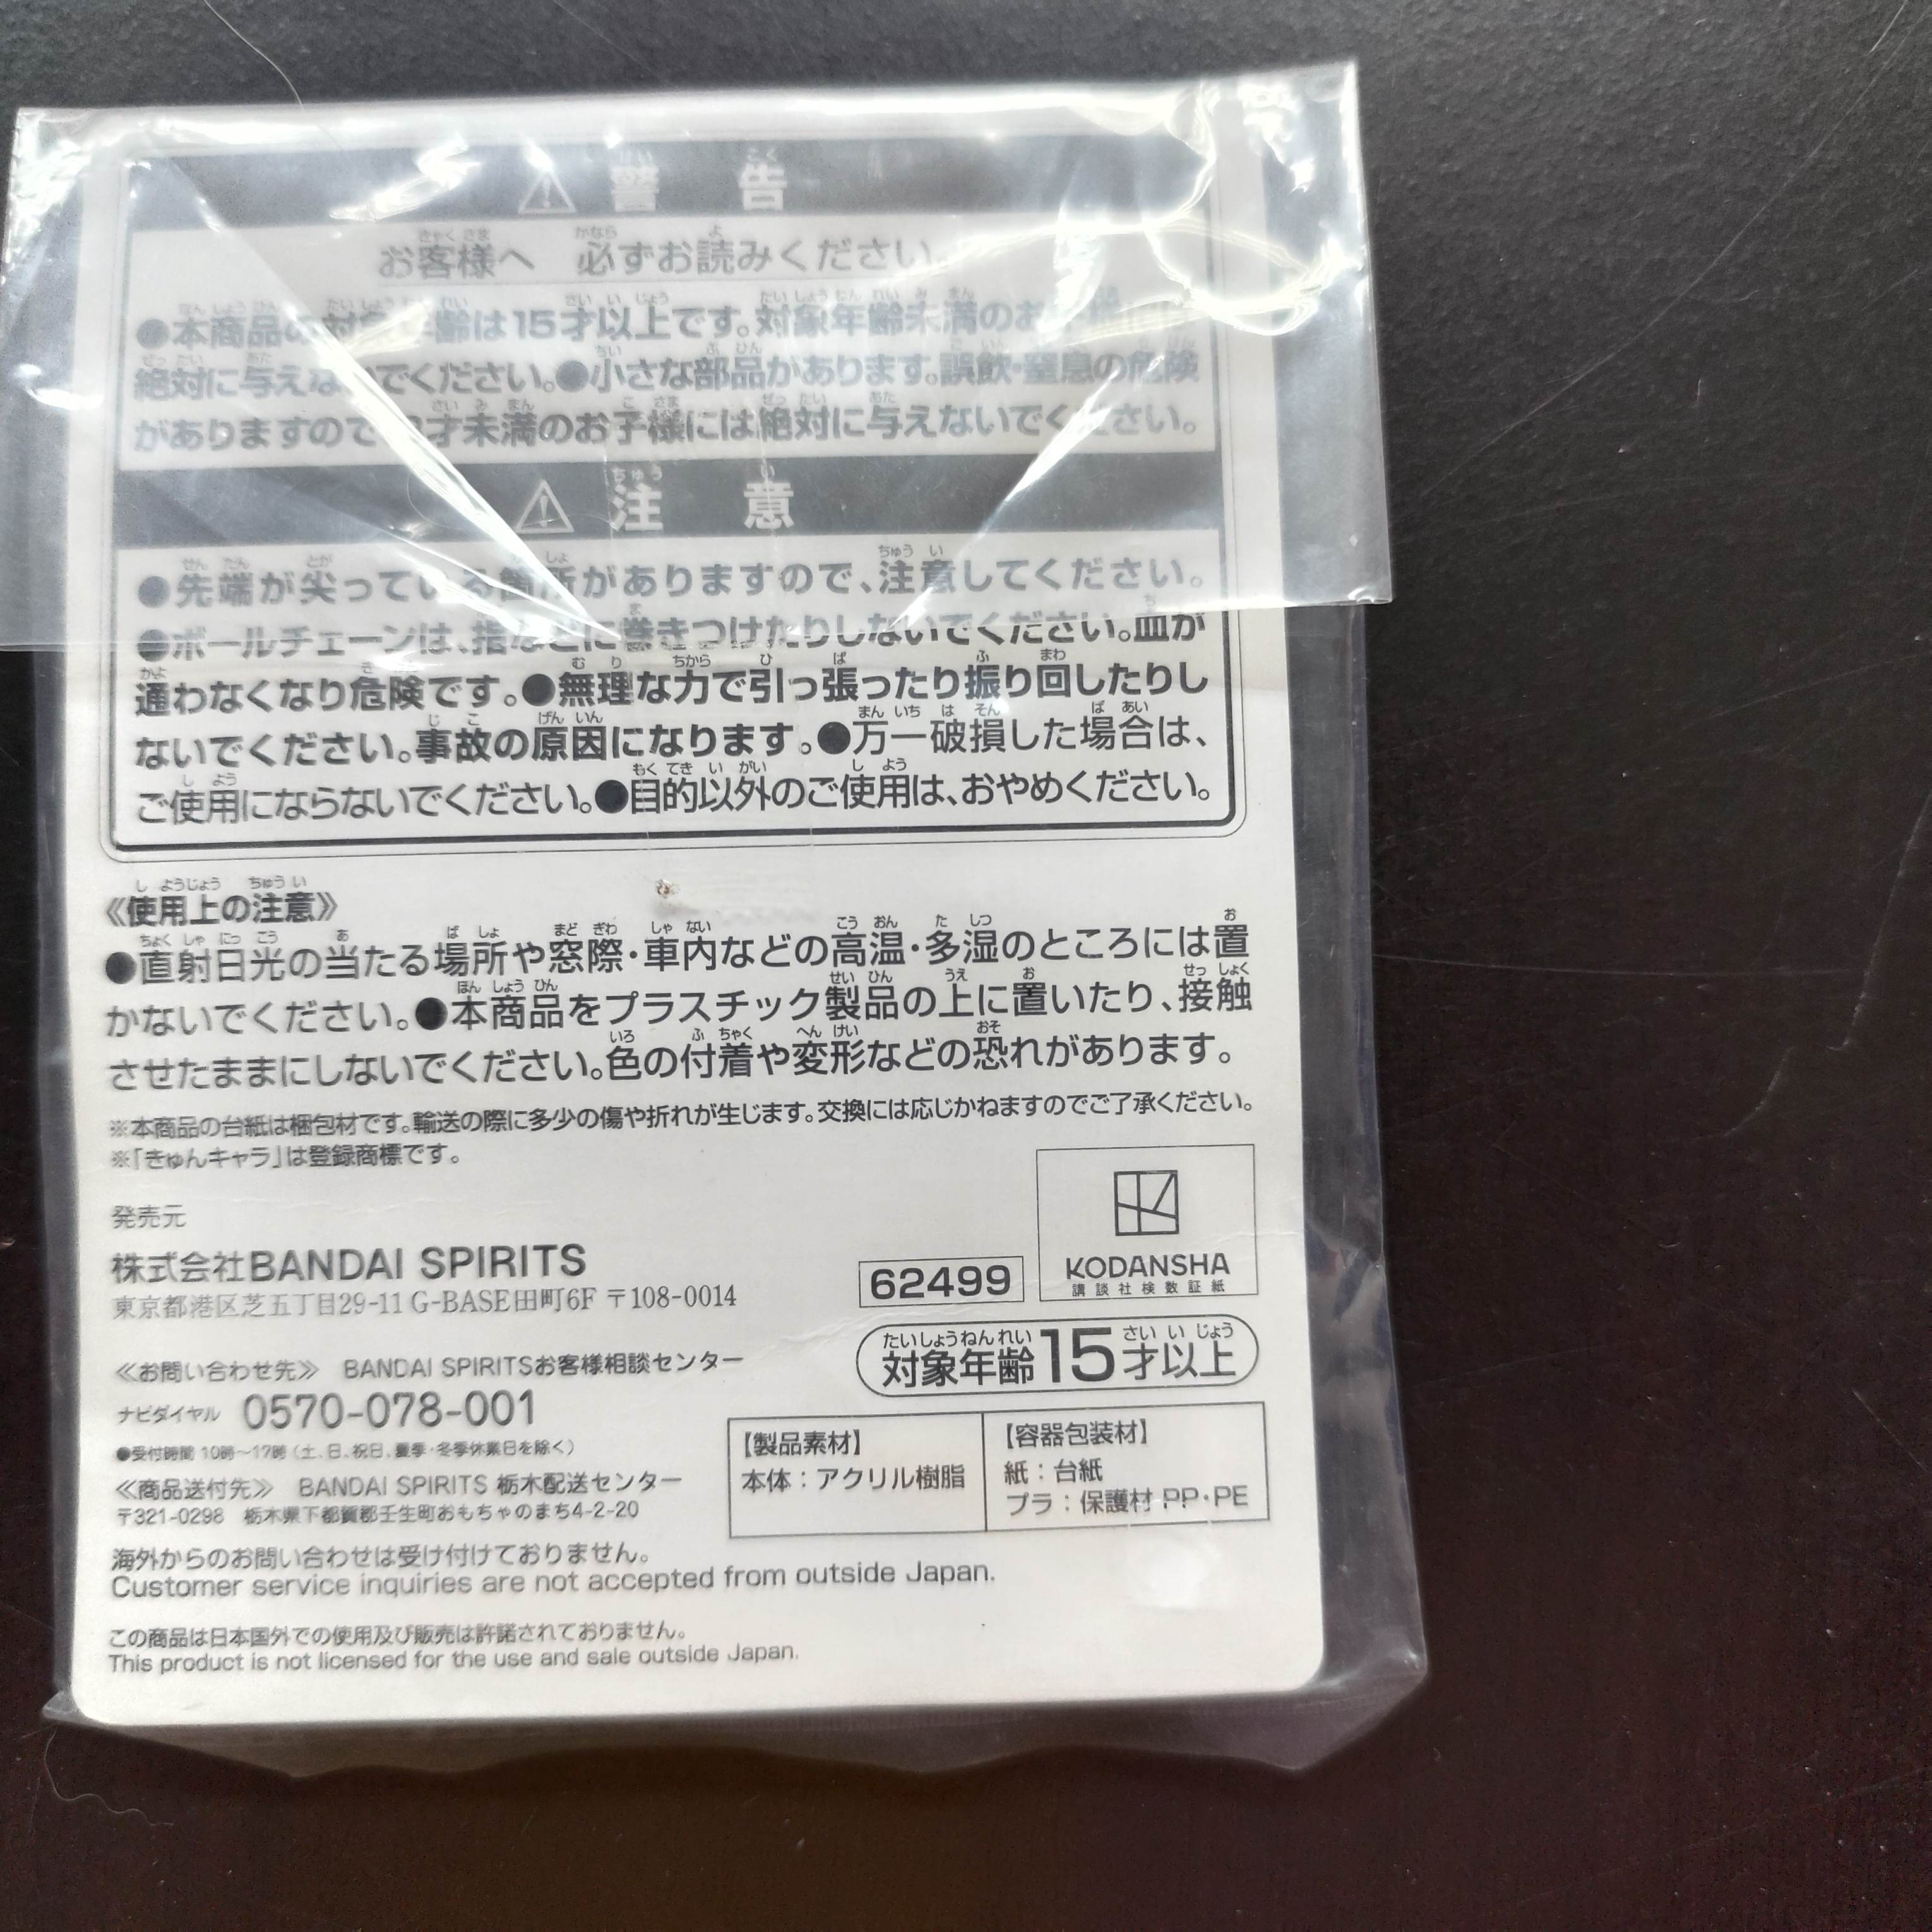 警告
お客様へ 必ずお読みください。
●本商品の対象年齢は15才以上です。対象年齢未満のお
絶対に与えないでください。●小さな部品があります。誤飲・窒息の危険
がありますので 才未満のお子様には絶対に与えないでください。
注意
●先端が尖っている箇所がありますので、注意してください。
●ボールチェーンは、指などに巻きつけたりしないでください。血が
通わなくなり危険です。●無理な力で引っ張ったり振り回したりし
ないでください。事故の原因になります。●万一破損した場合は、
ご使用にならないでください。●目的以外のご使用は、おやめください。
《使用上の注意》
●直射日光の当たる場所や窓際・車内などの高温・多湿のところには置
かないでください。●本商品をプラスチック製品の上に置いたり、接触
させたままにしないでください。色の付着や変形などの恐れがあります。
※本商品の台紙は梱包材です。輸送の際に多少の傷や折れが生じます。交換には応じかねますのでご了承ください。
※「きゅんキャラ」は登録商標です。
発売元
株式会社BANDAI SPIRITS
東京都港区芝五丁目29-11 G-BASE田町6F 〒108-0014
62499
KODANSHA
講談社検数証紙
対象年齢15才以上
≪お問い合わせ先≫ BANDAI SPIRITSお客様相談センター
ナビダイヤル 0570-078-001
●受付時間 10時～17時（土、日、祝日、夏季・冬季休業日を除く）
≪商品送付先≫ BANDAI SPIRITS 栃木配送センター
〒321-0298 栃木県下都賀郡壬生町おもちゃのまち4-2-20
【製品素材】
本体：アクリル樹脂
【容器包装材】
紙：台紙
プラ：保護材 PP・PE
海外からのお問い合わせは受け付けておりません。
Customer service inquiries are not accepted from outside Japan.
この商品は日本国外での使用及び販売は許諾されておりません。
This product is not licensed for the use and sale outside Japan.